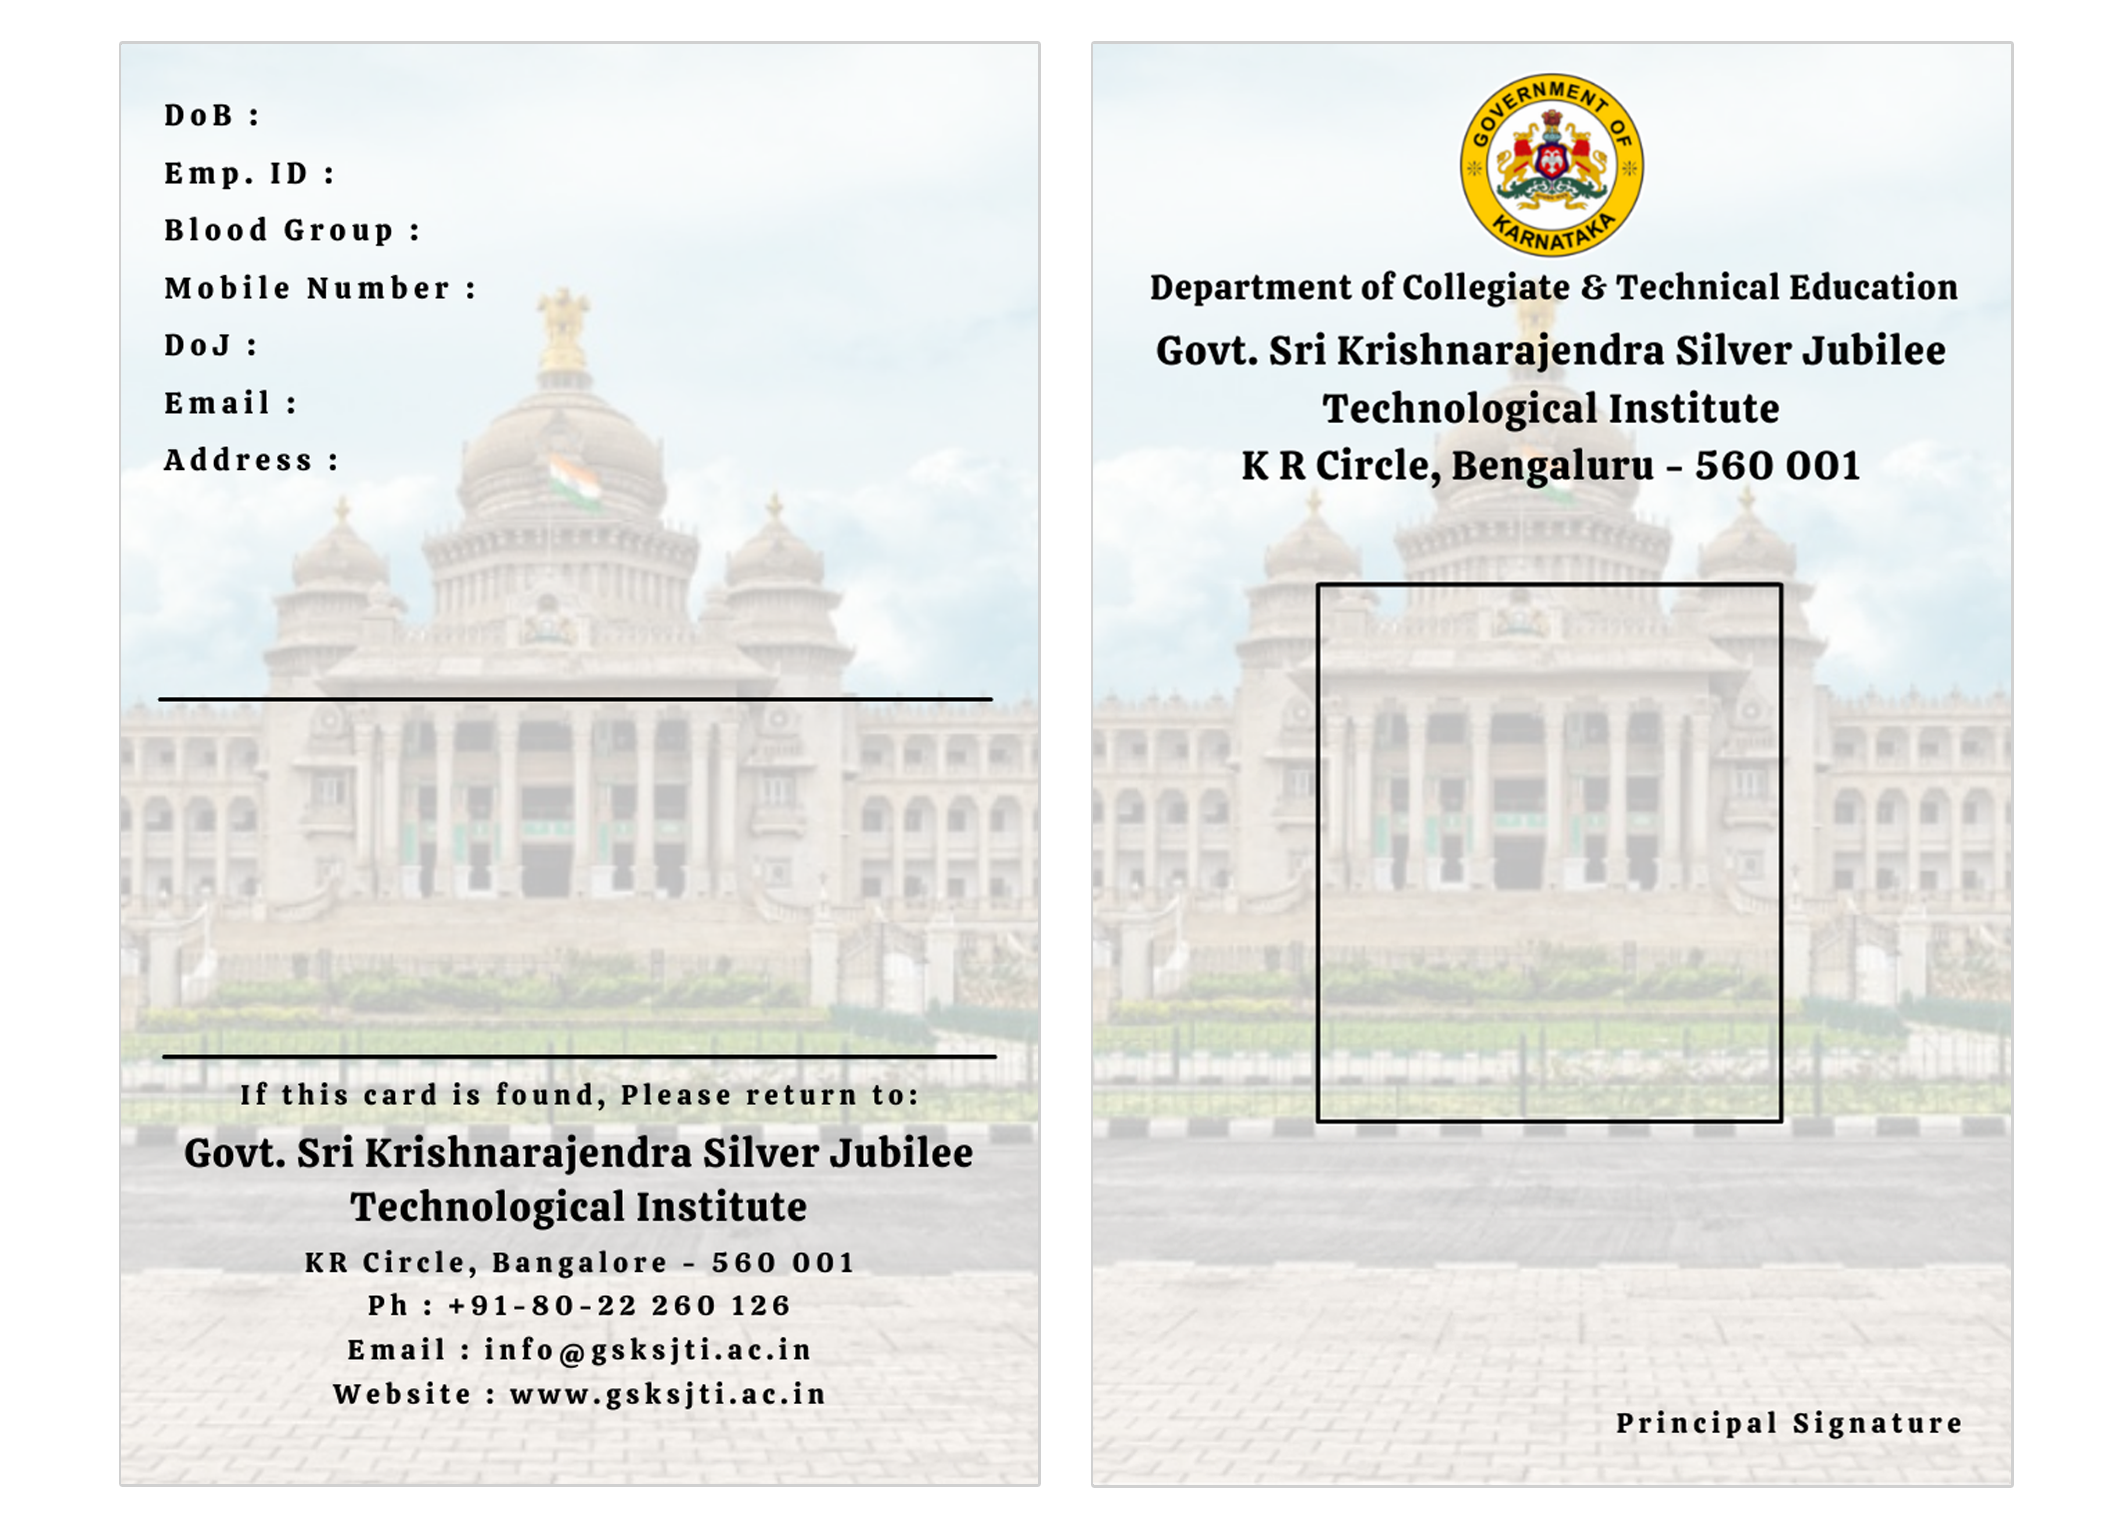 DoB :
Emp. ID :
Blood Group :
Mobile Number :
DoJ :
Email :
Address :
If this card is found, Please return to:
Govt. Sri Krishnarajendra Silver Jubilee
Technological Institute
KR Circle, Bangalore - 560 001
Ph : +91-80-22 260 126
Email : info@gsksjti.ac.in
Website : www.gsksjti.ac.in
GOVERNMENT OF
KARNATAKA
Department of Collegiate & Technical Education
Govt. Sri Krishnarajendra Silver Jubilee
Technological Institute
K R Circle, Bengaluru - 560 001
Principal Signature